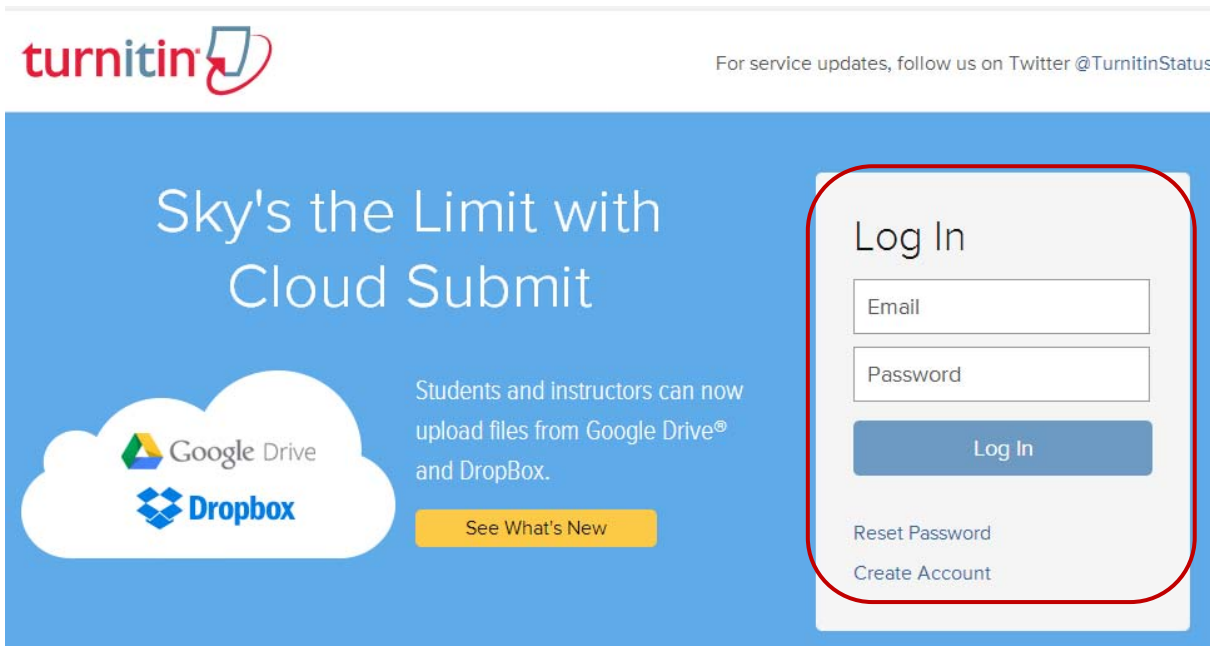 turnitin
For service updates, follow us on Twitter @TurnitinStatus
Sky's the Limit with
Cloud Submit
Google Drive
Dropbox
Students and instructors can now
upload files from Google Drive®
and DropBox.
See What's New
Log In
Email
Password
Log In
Reset Password
Create Account